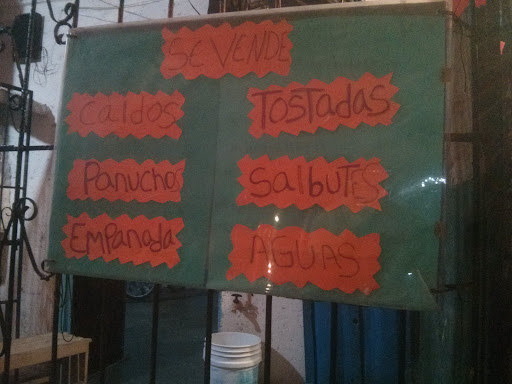 SE VENDE
Caldos
TOSTadas
Panuchos
SalbuTes
EMPanada
AGUAS